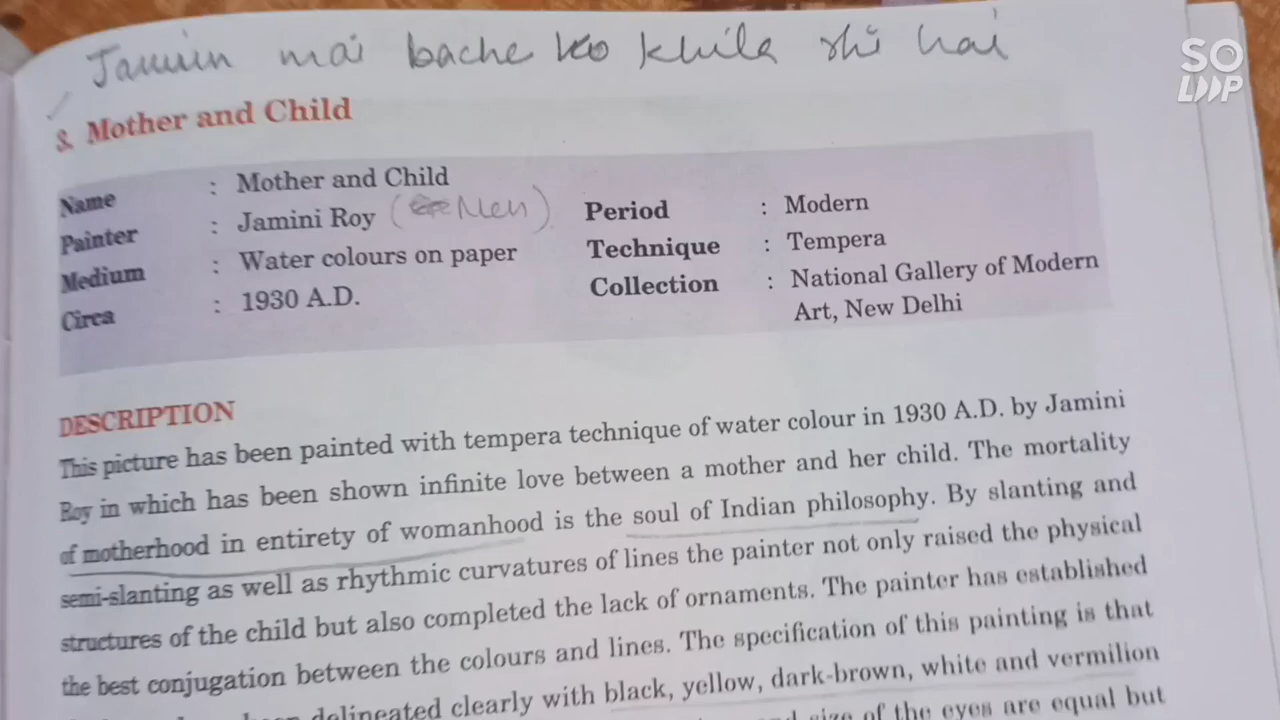 Jamin mai bache ko khila rhi hai
SO
LOOP
8. Mother and Child
Name : Mother and Child
Painter : Jamini Roy (Men)
Medium : Water colours on paper
Circa : 1930 A.D.
Period : Modern
Technique : Tempera
Collection : National Gallery of Modern
Art, New Delhi
DESCRIPTION
This picture has been painted with tempera technique of water colour in 1930 A.D. by Jamini
Roy in which has been shown infinite love between a mother and her child. The mortality
of motherhood in entirety of womanhood is the soul of Indian philosophy. By slanting and
semi-slanting as well as rhythmic curvatures of lines the painter not only raised the physical
structures of the child but also completed the lack of ornaments. The painter has established
the best conjugation between the colours and lines. The specification of this painting is that
delineated clearly with black, yellow, dark-brown, white and vermilion
size of the eyes are equal but